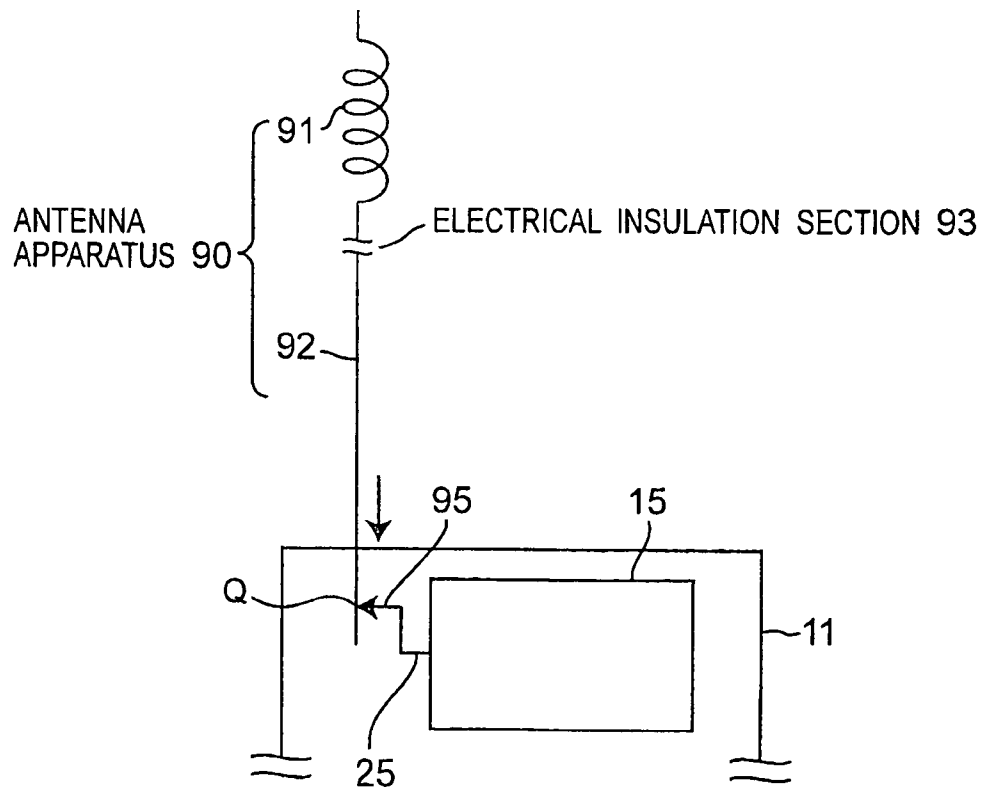 91
ANTENNA
APPARATUS 90
ELECTRICAL INSULATION SECTION 93
92
95
15
Q
11
25